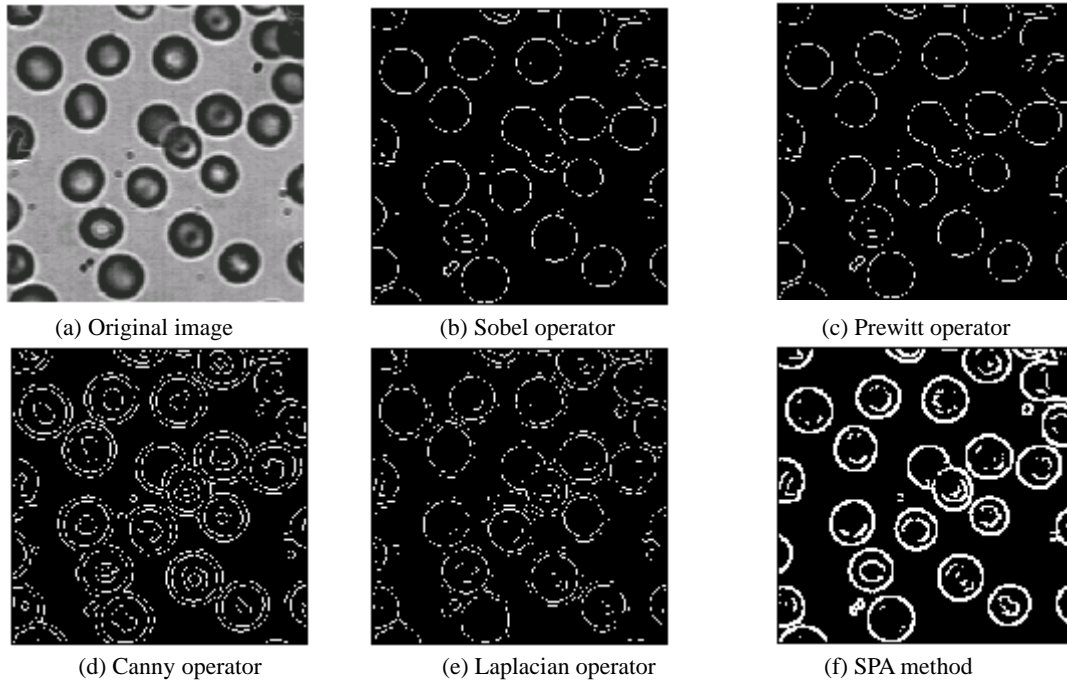 (a) Original image
(b) Sobel operator
(c) Prewitt operator
(d) Canny operator
(e) Laplacian operator
(f) SPA method